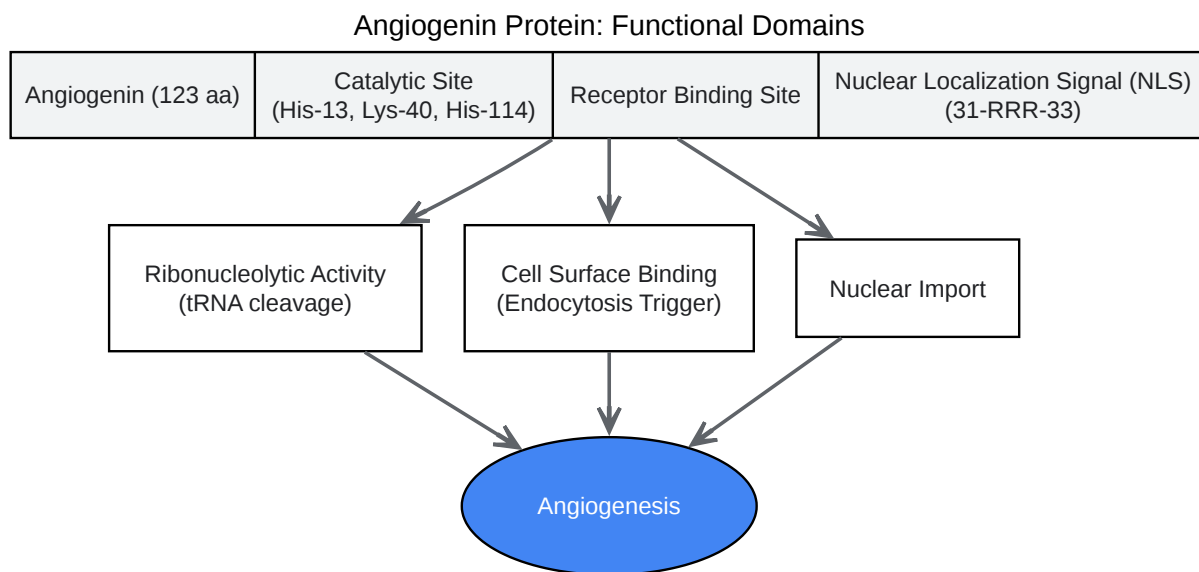 Angiogenin Protein: Functional Domains
Angiogenin (123 aa)
Catalytic Site
(His-13, Lys-40, His-114)
Receptor Binding Site
Nuclear Localization Signal (NLS)
(31-RRR-33)
Ribonucleolytic Activity
(tRNA cleavage)
Cell Surface Binding
(Endocytosis Trigger)
Nuclear Import
Angiogenesis